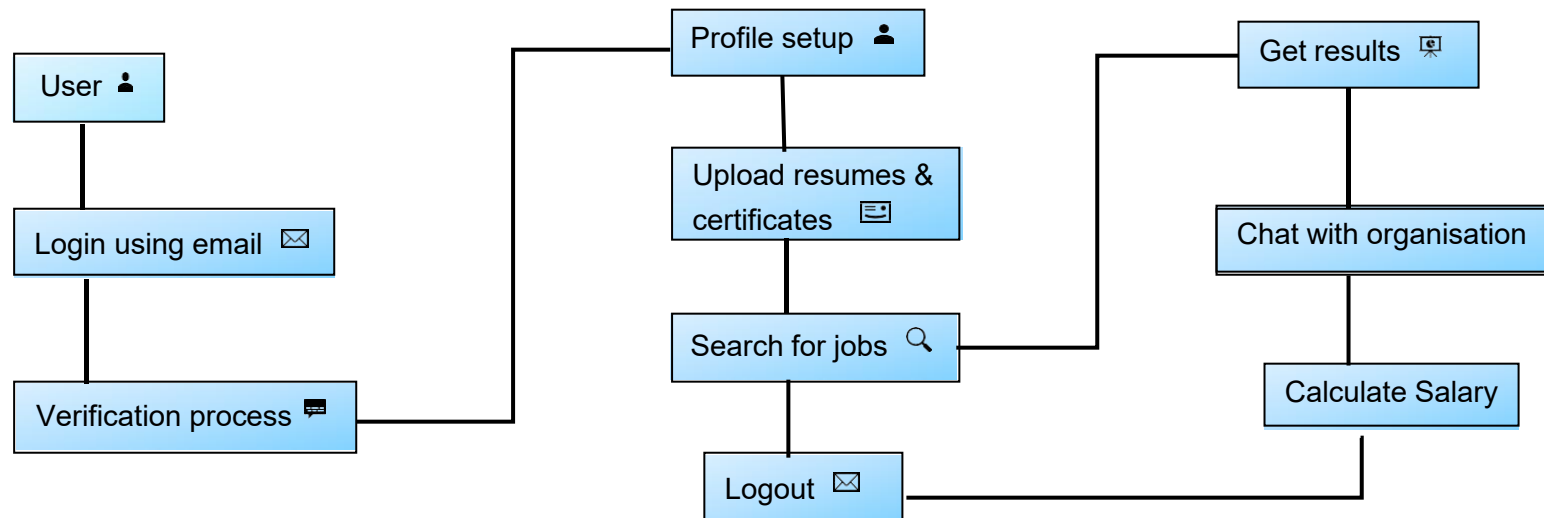 User
Login using email
Verification process
Profile setup
Upload resumes &
certificates
Search for jobs
Logout
Get results
Chat with organisation
Calculate Salary